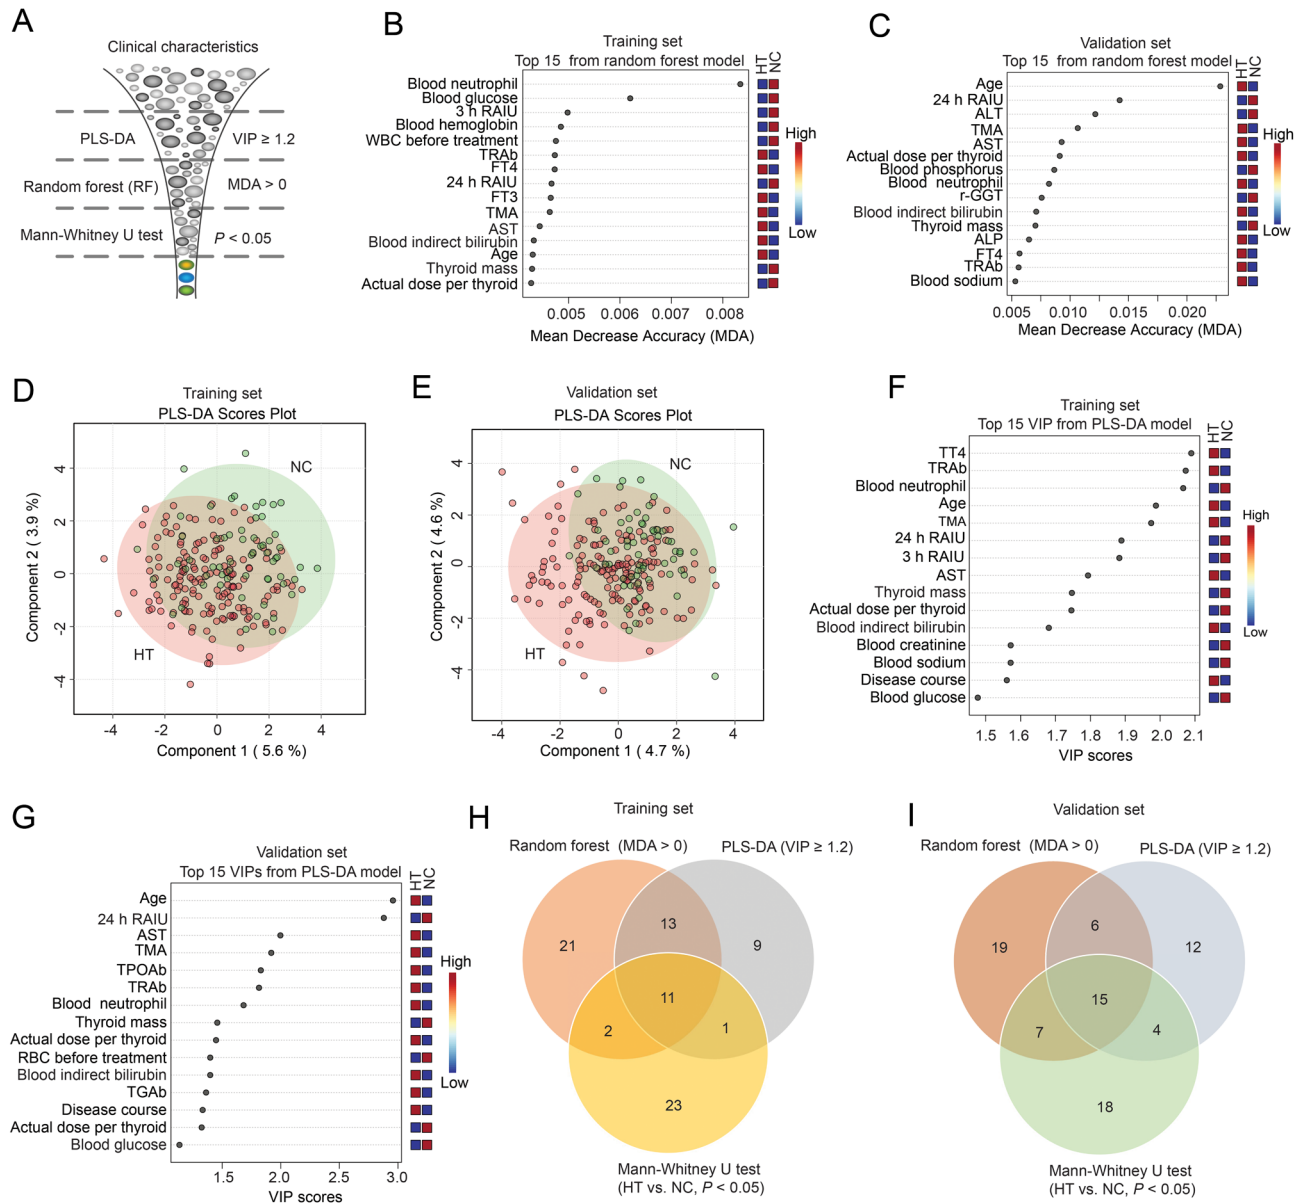 A
Clinical characteristics
PLS-DA
VIP ≥ 1.2
Random forest (RF)
MDA > 0
Mann-Whitney U test
P < 0.05
B
Training set
Top 15 from random forest model
HT
NC
Blood neutrophil
Blood glucose
3 h RAIU
Blood hemoglobin
WBC before treatment
TRAb
FT4
24 h RAIU
FT3
TMA
AST
Blood indirect bilirubin
Age
Thyroid mass
Actual dose per thyroid
High
Low
0.005 0.006 0.007 0.008
Mean Decrease Accuracy (MDA)
C
Validation set
Top 15 from random forest model
HT
NC
Age
24 h RAIU
ALT
TMA
AST
Actual dose per thyroid
Blood phosphorus
Blood neutrophil
r-GGT
Blood indirect bilirubin
Thyroid mass
ALP
FT4
TRAb
Blood sodium
High
Low
0.005 0.010 0.020
Mean Decrease Accuracy (MDA)
D
Training set
PLS-DA Scores Plot
NC
HT
4
2
0
-2
-4
Component 2 ( 3.9 %)
-4 -2 0 2 4
Component 1 ( 5.6 %)
E
Validation set
PLS-DA Scores Plot
NC
HT
4
2
0
-2
-4
Component 2 ( 4.6 %)
-4 -2 0 2 4
Component 1 ( 4.7 %)
F
Training set
Top 15 VIP from PLS-DA model
HT
NC
TT4
TRAb
Blood neutrophil
Age
TMA
24 h RAIU
3 h RAIU
AST
Thyroid mass
Actual dose per thyroid
Blood indirect bilirubin
Blood creatinine
Blood sodium
Disease course
Blood glucose
High
Low
1.5 1.6 1.7 1.8 1.9 2.0 2.1
VIP scores
G
Validation set
Top 15 VIPs from PLS-DA model
HT
NC
Age
24 h RAIU
AST
TMA
TPOAb
TRAb
Blood neutrophil
Thyroid mass
Actual dose per thyroid
RBC before treatment
Blood indirect bilirubin
TGAb
Disease course
Actual dose per thyroid
Blood glucose
High
Low
1.5 2.0 2.5 3.0
VIP scores
H
Training set
Random forest (MDA > 0)
PLS-DA (VIP ≥ 1.2)
21
13
9
11
2
1
23
Mann-Whitney U test
(HT vs. NC, P < 0.05)
I
Validation set
Random forest (MDA > 0)
PLS-DA (VIP ≥ 1.2)
19
6
12
15
7
4
18
Mann-Whitney U test
(HT vs. NC, P < 0.05)